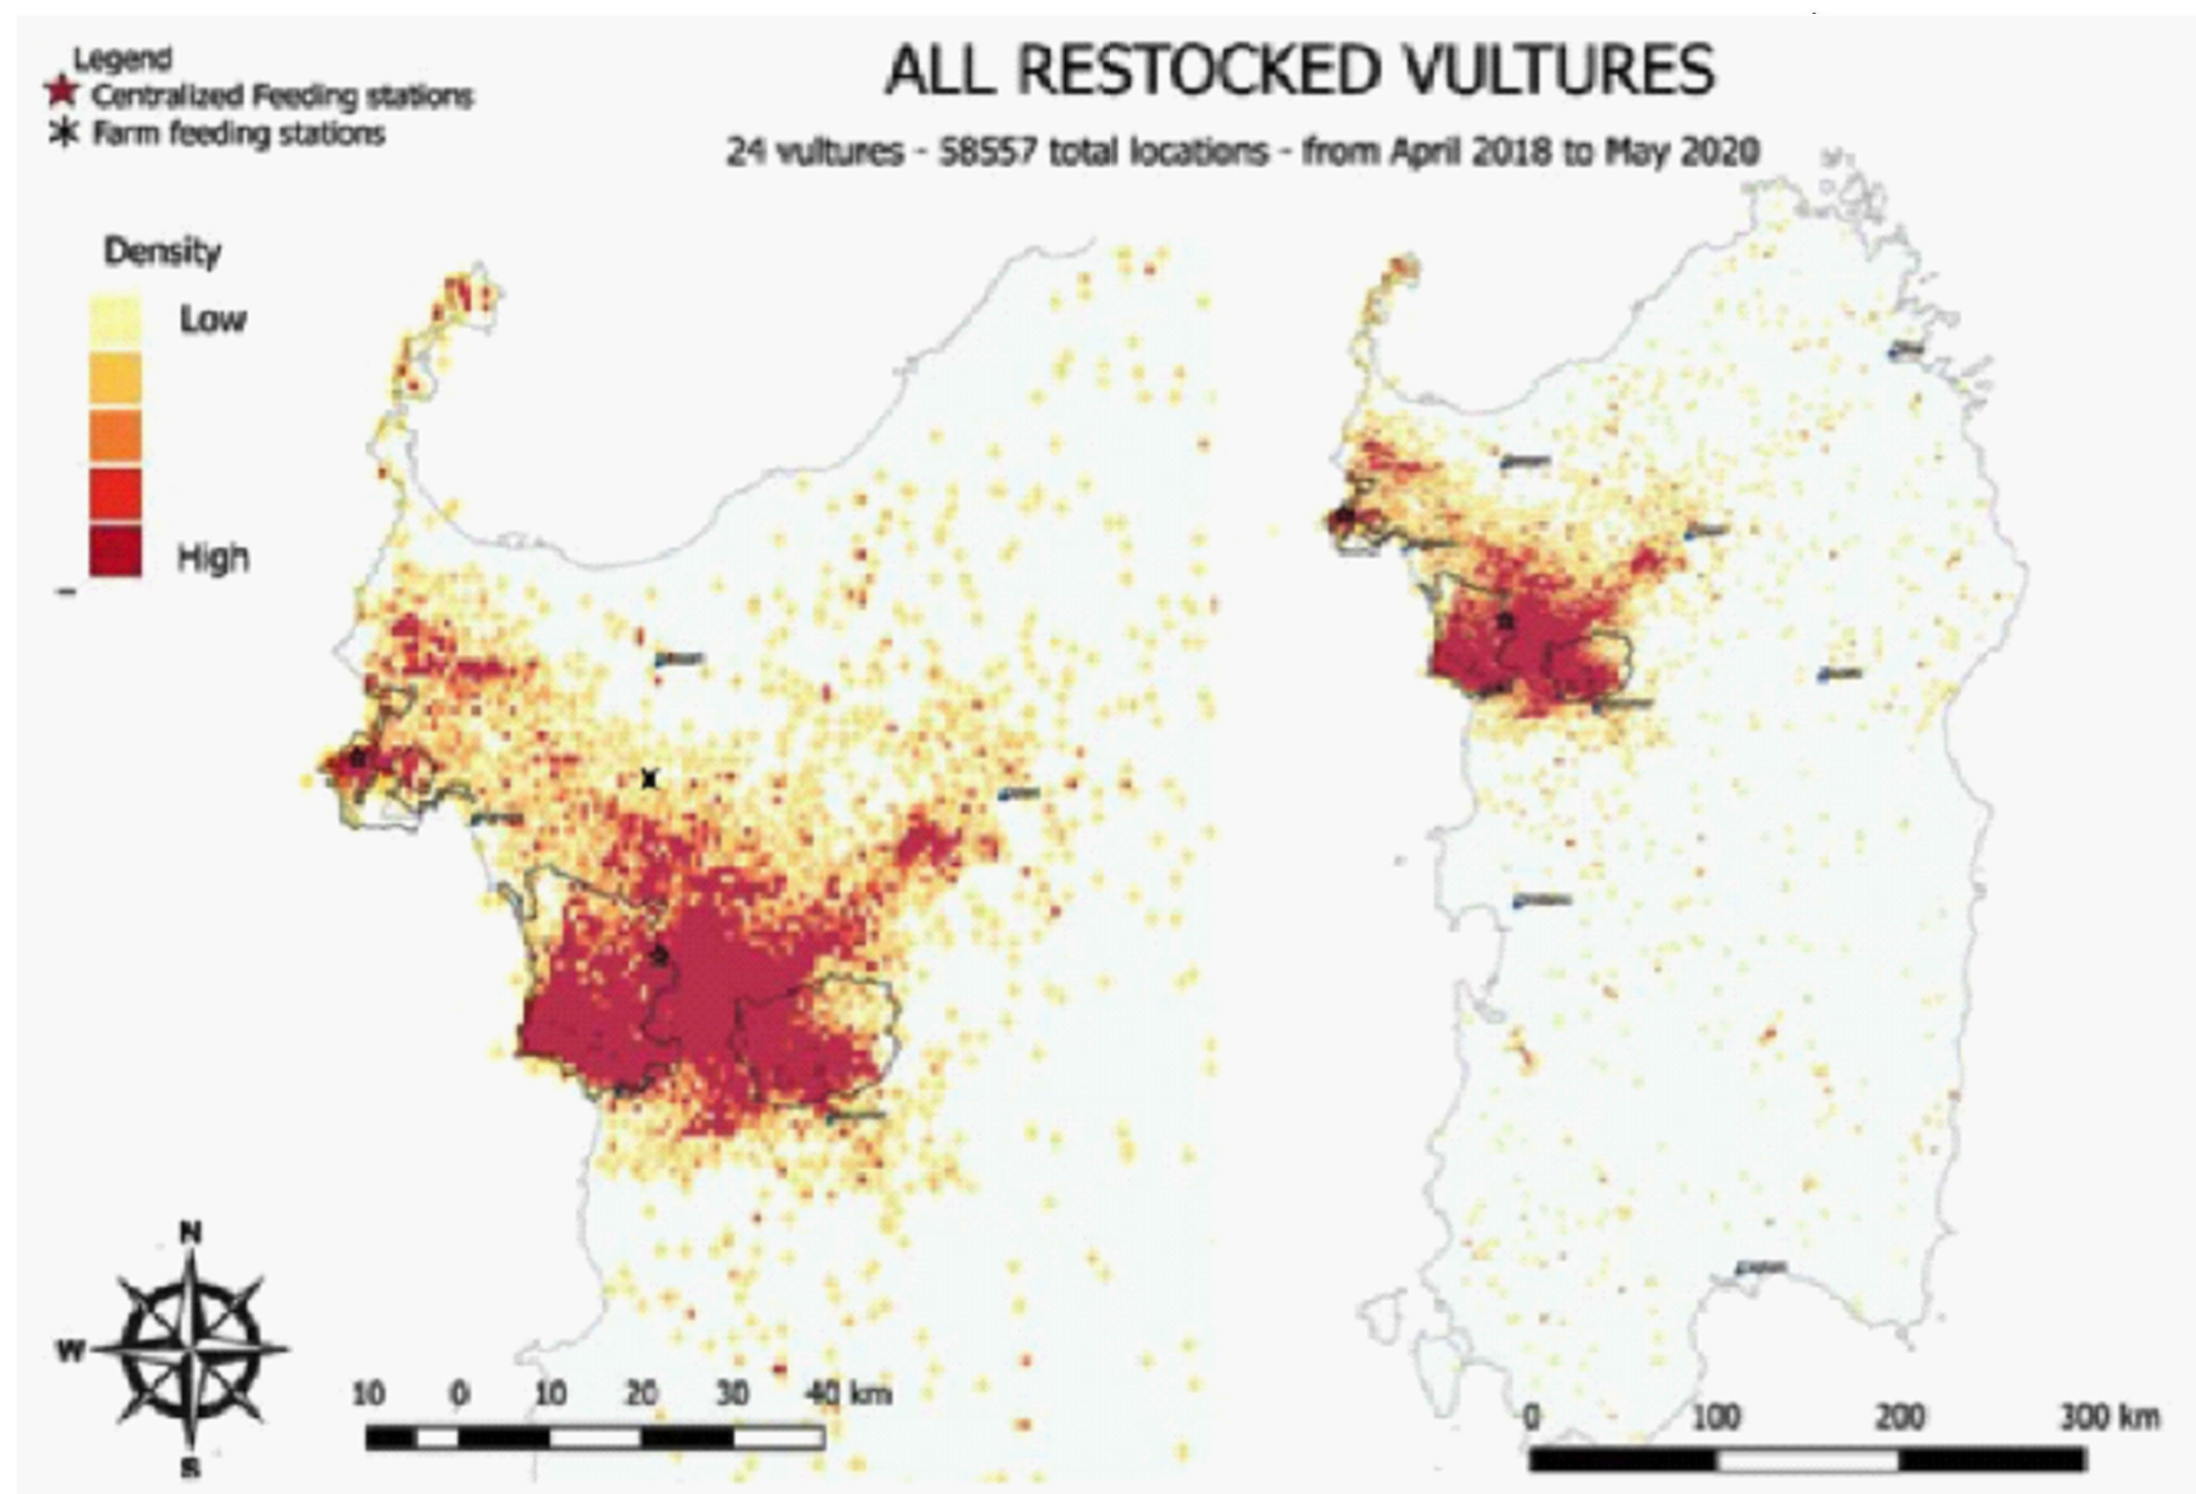 Legend
Centralized Feeding stations
Farm feeding stations
ALL RESTOCKED VULTURES
24 vultures - 58557 total locations - from April 2018 to May 2020
Density
Low
High
N
W
S
10 0 10 20 30 40 km
0 100 200 300 km